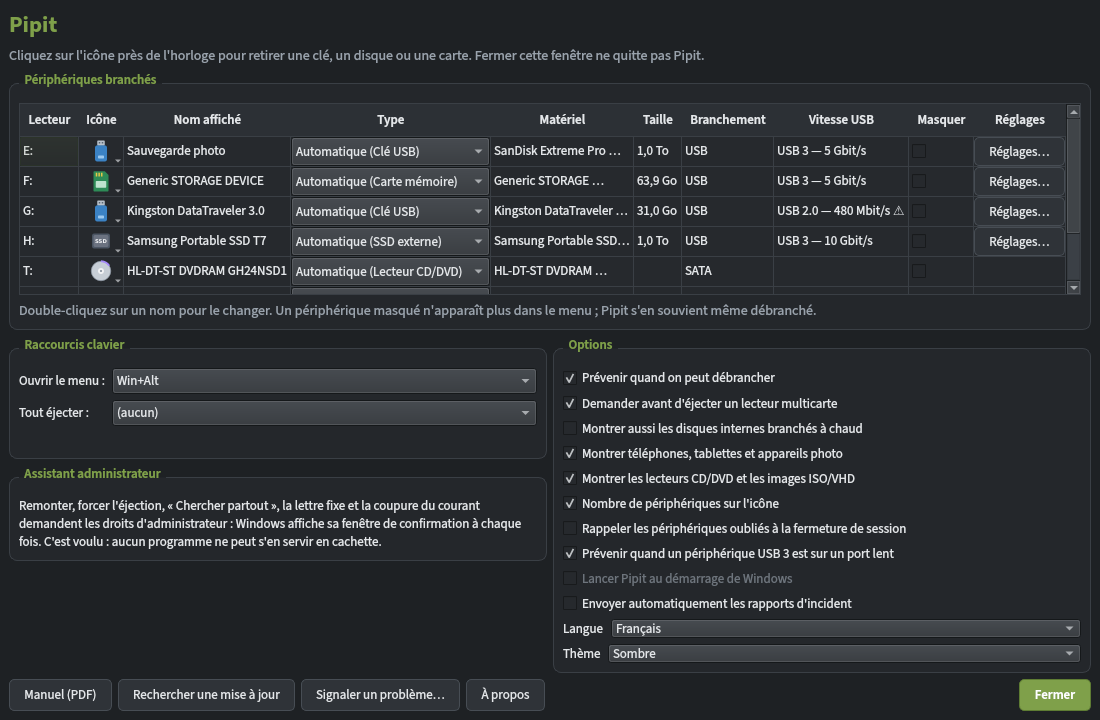 Pipit
Cliquez sur l'icône près de l'horloge pour retirer une clé, un disque ou une carte. Fermer cette fenêtre ne quitte pas Pipit.
Périphériques branchés
Lecteur Icône Nom affiché Type Matériel Taille Branchement Vitesse USB Masquer Réglages
E: Sauvegarde photo Automatique (Clé USB) SanDisk Extreme Pro … 1,0 To USB USB 3 — 5 Gbit/s Réglages…
F: Generic STORAGE DEVICE Automatique (Carte mémoire) Generic STORAGE … 63,9 Go USB USB 3 — 5 Gbit/s Réglages…
G: Kingston DataTraveler 3.0 Automatique (Clé USB) Kingston DataTraveler … 31,0 Go USB USB 2.0 — 480 Mbit/s ⚠ Réglages…
H: SSD Samsung Portable SSD T7 Automatique (SSD externe) Samsung Portable SSD… 1,0 To USB USB 3 — 10 Gbit/s Réglages…
T: HL-DT-ST DVDRAM GH24NSD1 Automatique (Lecteur CD/DVD) HL-DT-ST DVDRAM … SATA
Double-cliquez sur un nom pour le changer. Un périphérique masqué n'apparaît plus dans le menu ; Pipit s'en souvient même débranché.
Raccourcis clavier
Ouvrir le menu : Win+Alt
Tout éjecter : (aucun)
Assistant administrateur
Remonter, forcer l'éjection, « Chercher partout », la lettre fixe et la coupure du courant
demandent les droits d'administrateur : Windows affiche sa fenêtre de confirmation à chaque
fois. C'est voulu : aucun programme ne peut s'en servir en cachette.
Options
Prévenir quand on peut débrancher
Demander avant d'éjecter un lecteur multicarte
Montrer aussi les disques internes branchés à chaud
Montrer téléphones, tablettes et appareils photo
Montrer les lecteurs CD/DVD et les images ISO/VHD
Nombre de périphériques sur l'icône
Rappeler les périphériques oubliés à la fermeture de session
Prévenir quand un périphérique USB 3 est sur un port lent
Lancer Pipit au démarrage de Windows
Envoyer automatiquement les rapports d'incident
Langue Français
Thème Sombre
Manuel (PDF) Rechercher une mise à jour Signaler un problème… À propos Fermer